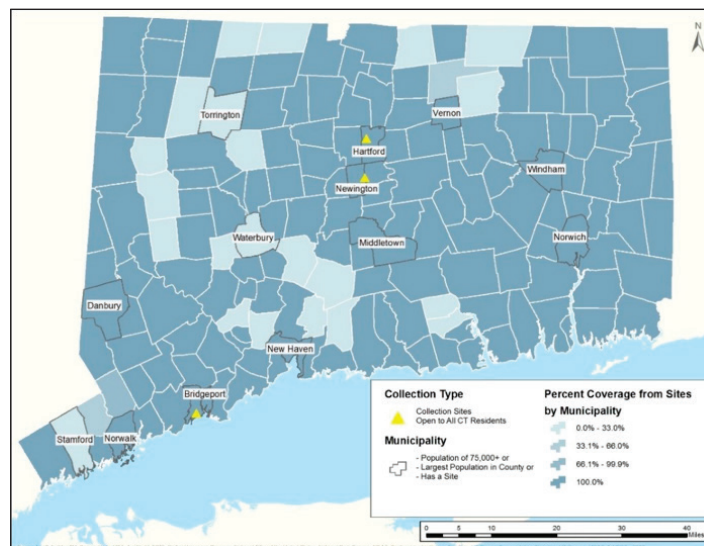 N
Torrington
Vernon
Hartford
Newington
Windham
Waterbury
Middletown
Norwich
Danbury
New Haven
Bridgeport
Stamford
Norwalk
Collection Type
Collection Sites
Open to All CT Residents
Municipality
- Population of 75,000+ or
- Largest Population in County or
- Has a Site
Percent Coverage from Sites
by Municipality
0.0% - 33.0%
33.1% - 66.0%
66.1% - 99.9%
100.0%
0 5 10 20 30 40
Miles